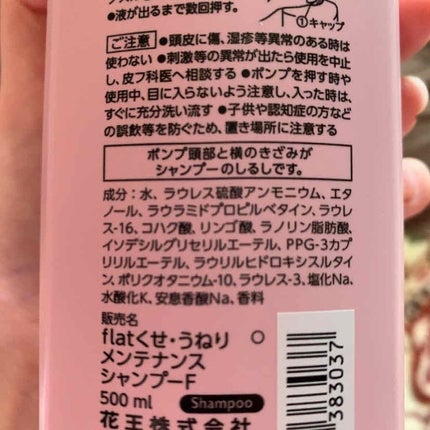 ●液が出るまで数回押す。
①キャップ
ご注意 ●頭皮に傷、湿疹等異常のある時は
使わない ●刺激等の異常が出たら使用を中止
し、皮フ科医へ相談する ●ポンプを押す時や
使用中、目に入らないよう注意し、入った時は、
すぐに充分洗い流す ●子供や認知症の方など
の誤飲等を防ぐため、置き場所に注意する
ポンプ頭部と横のきざみが
シャンプーのしるしです。
成分：水、ラウレス硫酸アンモニウム、エタ
ノール、ラウラミドプロピルベタイン、ラウレ
ス-16、コハク酸、リンゴ酸、ラノリン脂肪酸、
イソデシルグリセリルエーテル、PPG-3カプ
リリルエーテル、ラウリルヒドロキシスルタイ
ン、ポリクオタニウム-10、ラウレス-3、塩化Na、
水酸化K、安息香酸Na、香料
販売名
flatくせ・うねり
メンテナンス
シャンプーF
500 ml Shampoo
花王株式会社
383037